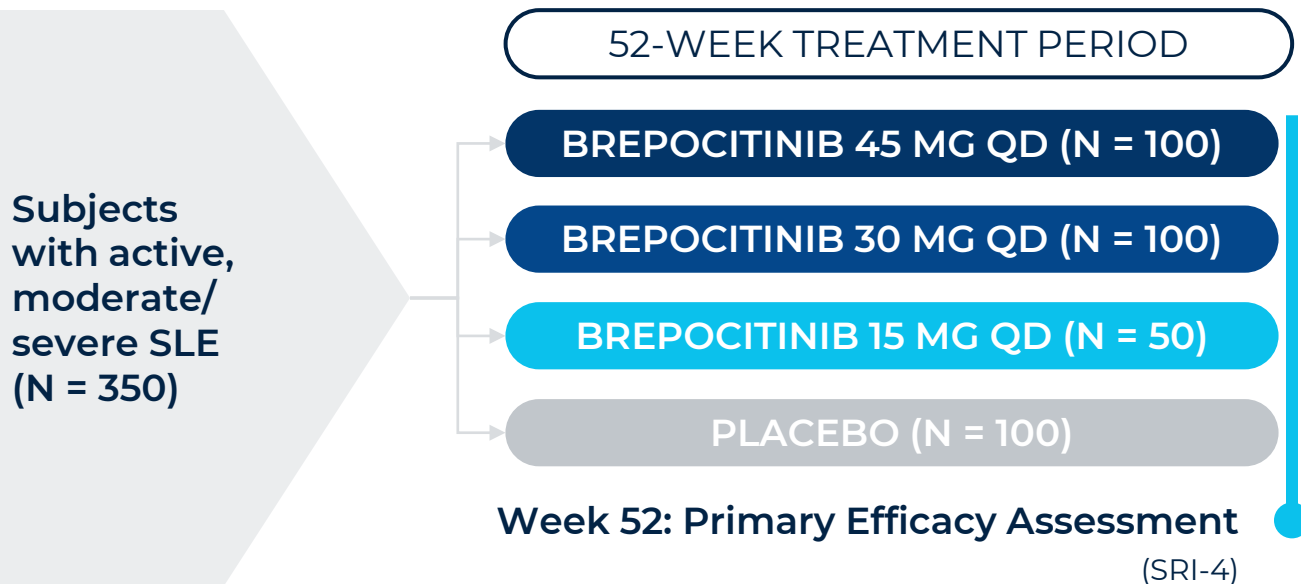 52-WEEK TREATMENT PERIOD
Subjects
with active,
moderate/
severe SLE
(N = 350)
BREPOCITINIB 45 MG QD (N = 100)
BREPOCITINIB 30 MG QD (N = 100)
BREPOCITINIB 15 MG QD (N = 50)
PLACEBO (N = 100)
Week 52: Primary Efficacy Assessment
(SRI-4)